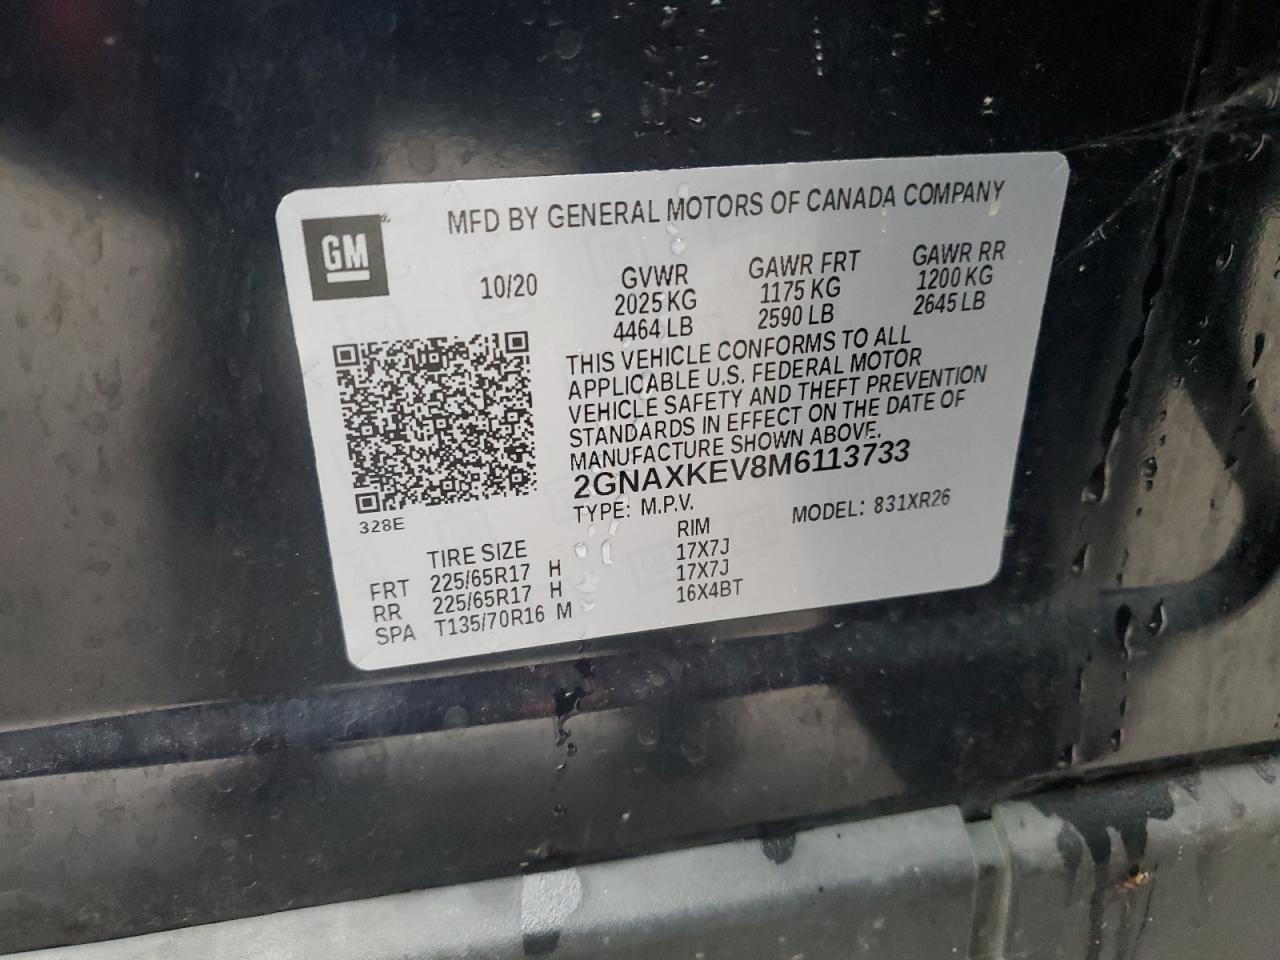 MFD BY GENERAL MOTORS OF CANADA COMPANY
GM
10/20 GVWR GAWR FRT GAWR RR
2025 KG 1175 KG 1200 KG
4464 LB 2590 LB 2645 LB
THIS VEHICLE CONFORMS TO ALL
APPLICABLE U.S. FEDERAL MOTOR
VEHICLE SAFETY AND THEFT PREVENTION
STANDARDS IN EFFECT ON THE DATE OF
MANUFACTURE SHOWN ABOVE.
2GNAXKEV8M6113733
TYPE: M.P.V. MODEL: 831XR26
328E
TIRE SIZE RIM
FRT 225/65R17 H 17X7J
RR 225/65R17 H 17X7J
SPA T135/70R16 M 16X4BT